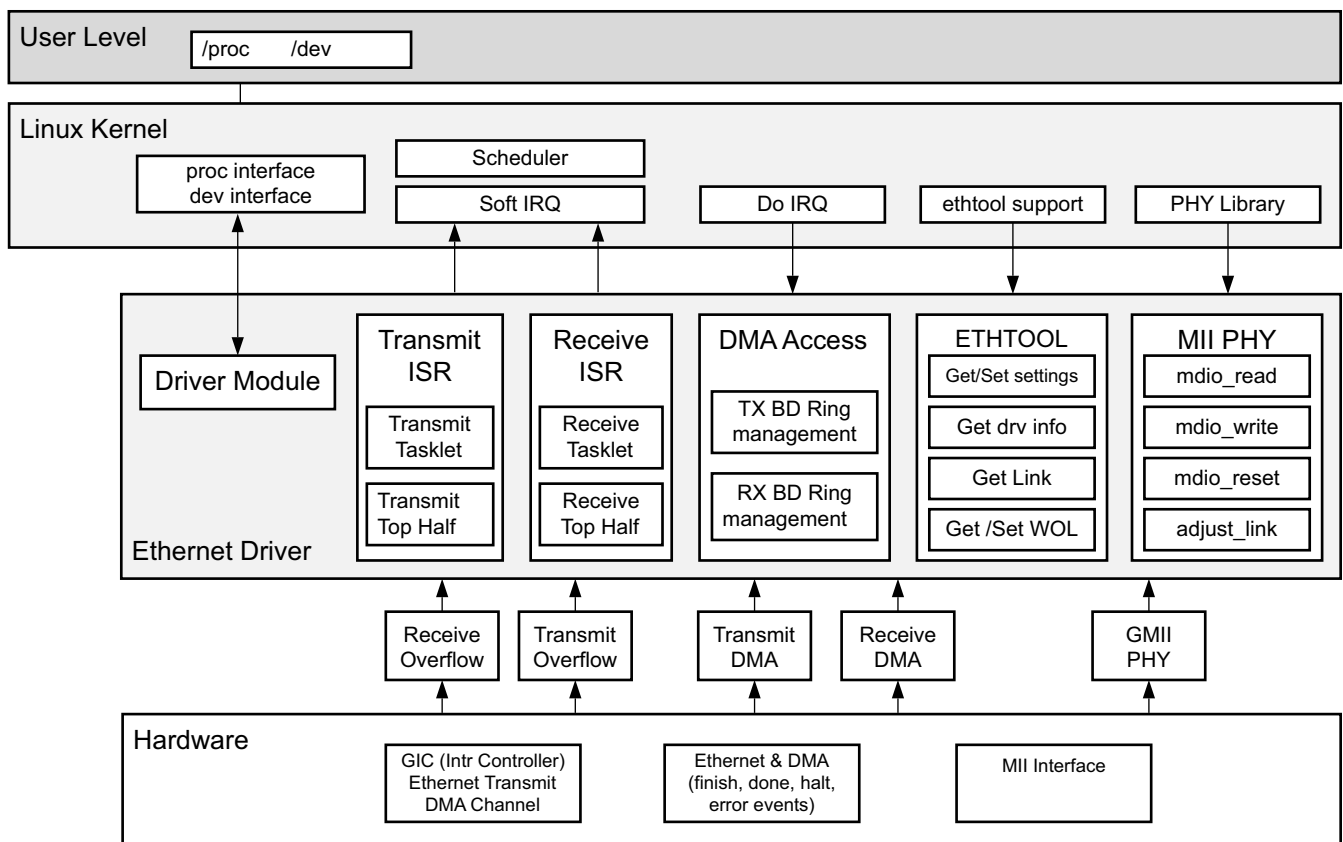 User Level
/proc /dev
Linux Kernel
proc interface
dev interface
Scheduler
Soft IRQ
Do IRQ
ethtool support
PHY Library
Driver Module
Transmit
ISR
Transmit
Tasklet
Transmit
Top Half
Receive
ISR
Receive
Tasklet
Receive
Top Half
DMA Access
TX BD Ring
management
RX BD Ring
management
ETHTOOL
Get/Set settings
Get drv info
Get Link
Get /Set WOL
MII PHY
mdio_read
mdio_write
mdio_reset
adjust_link
Ethernet Driver
Receive
Overflow
Transmit
Overflow
Transmit
DMA
Receive
DMA
GMII
PHY
Hardware
GIC (Intr Controller)
Ethernet Transmit
DMA Channel
Ethernet & DMA
(finish, done, halt,
error events)
MII Interface